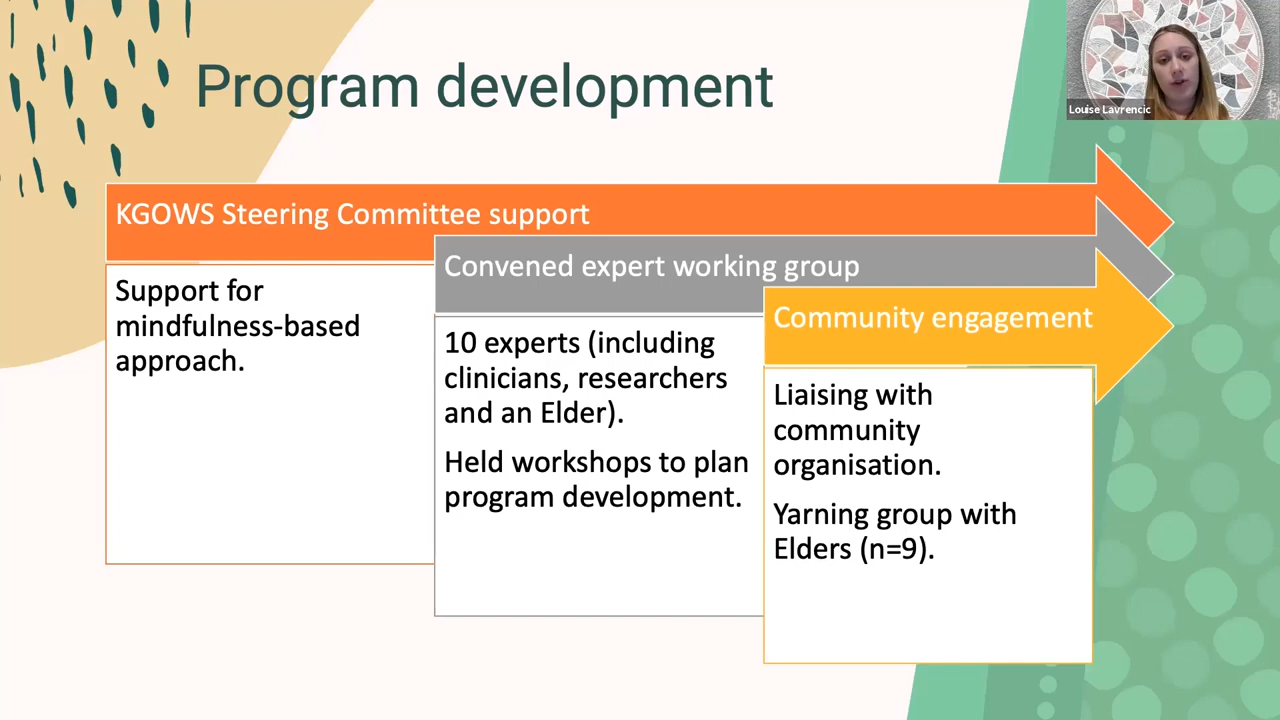 Program development
Louise Lavrencic
KGOWS Steering Committee support
Support for
mindfulness-based
approach.
Convened expert working group
10 experts (including
clinicians, researchers
and an Elder).
Held workshops to plan
program development.
Community engagement
Liaising with
community
organisation.
Yarning group with
Elders (n=9).